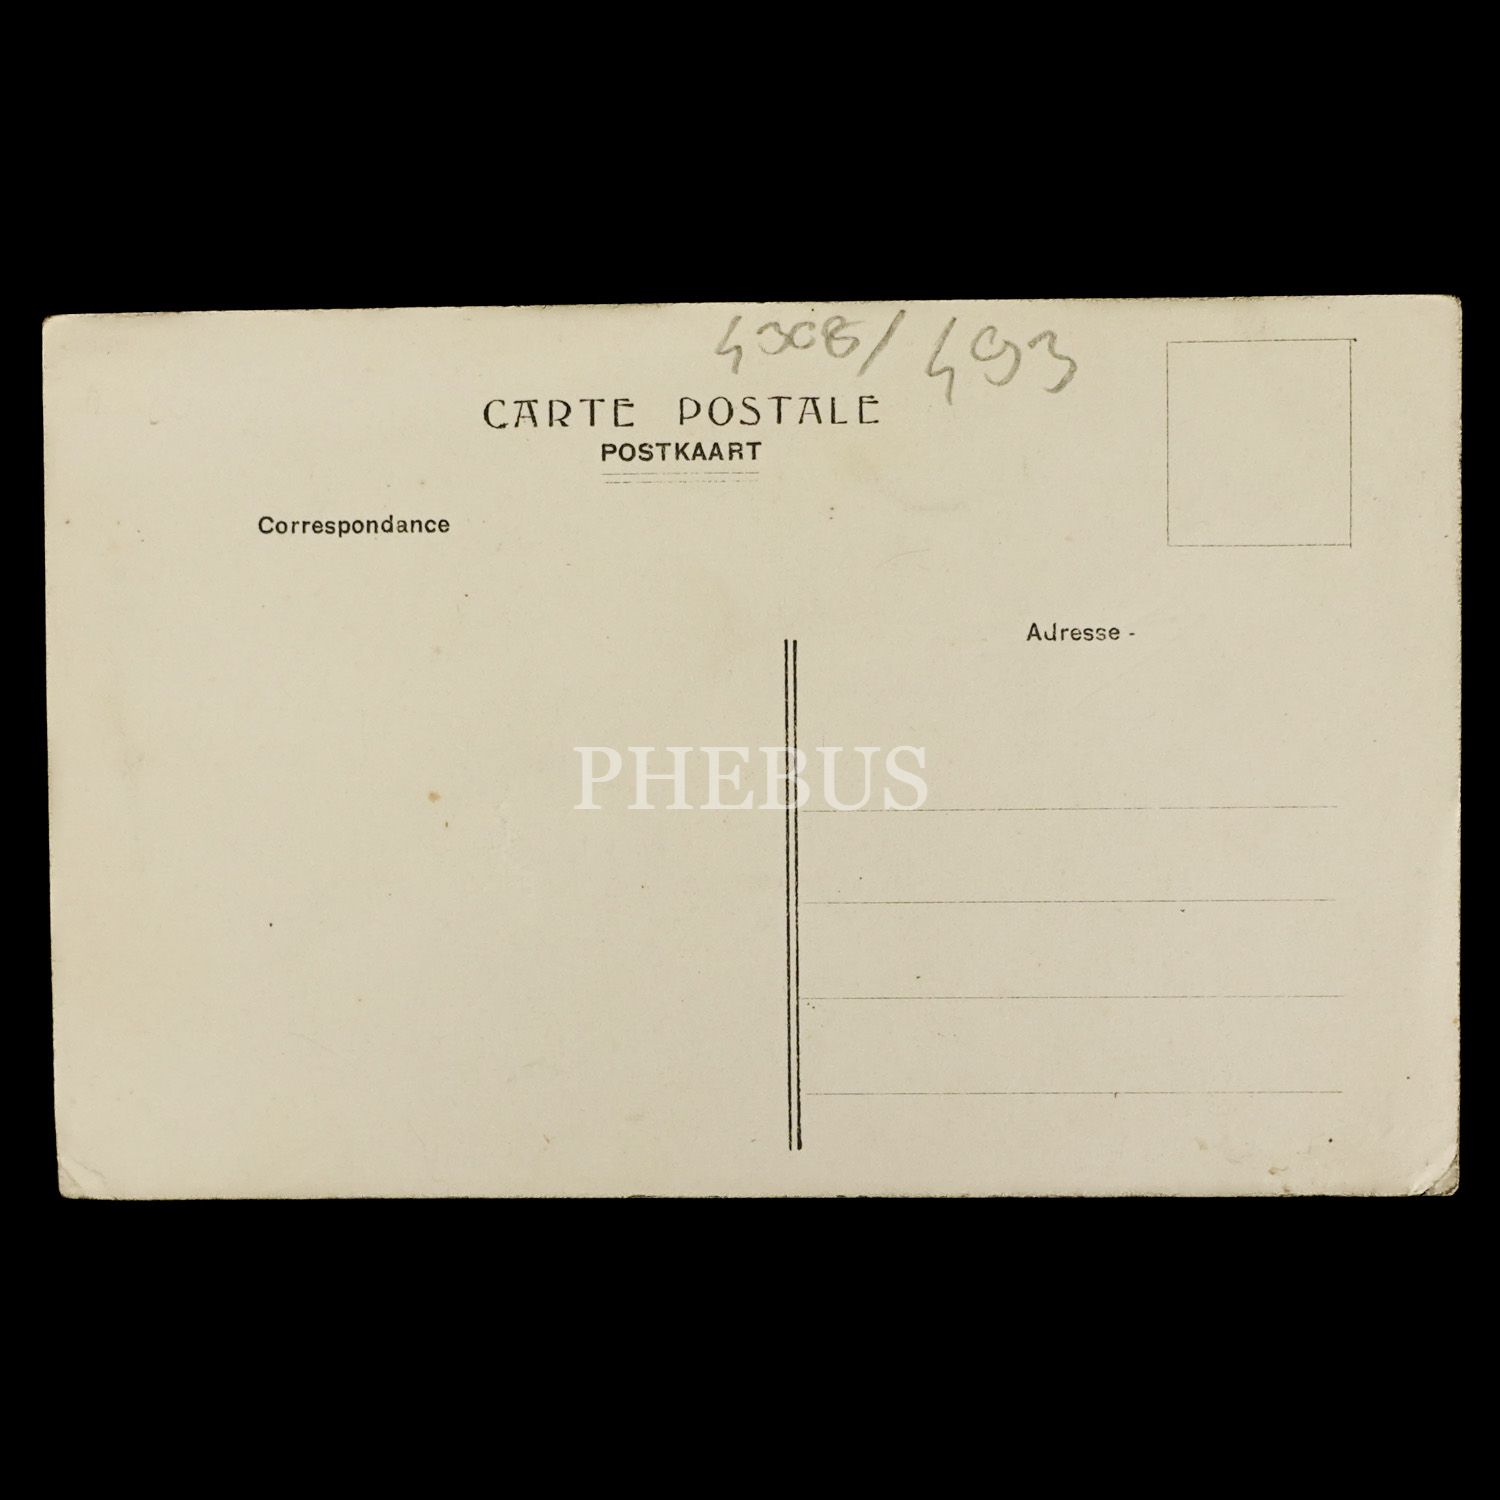 4308/493
CARTE POSTALE
POSTKAART
Correspondance
Adresse -
PHEBUS